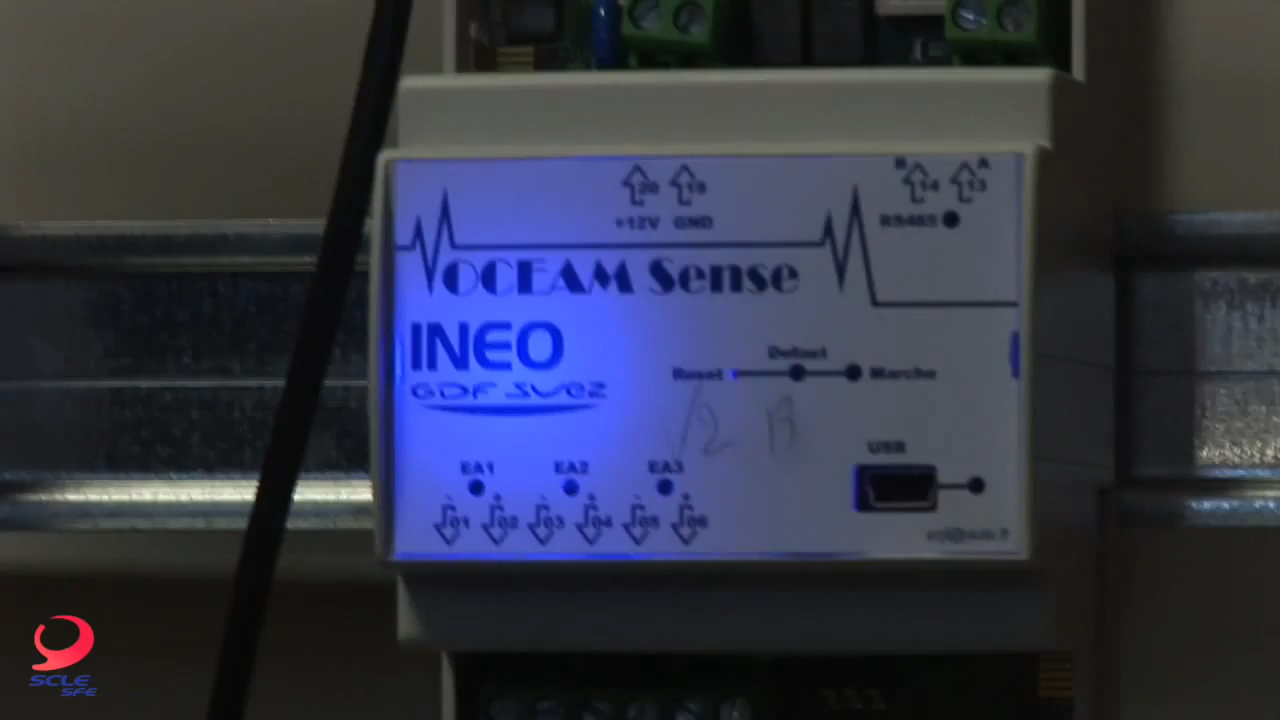 B A
20 19 14 13
+12V GND RS485
OCEAM Sense
INEO
GDF SUEZ
Defaut
Reset Marche
USB
EA1 EA2 EA3
- + - + - +
01 02 03 04 05 06
SCLE
SFE